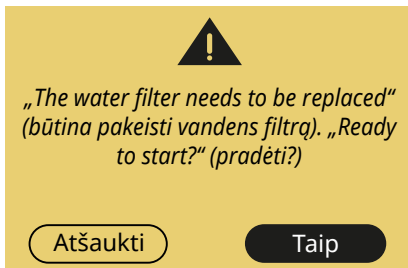 „The water filter needs to be replaced“
(būtina pakeisti vandens filtrą). „Ready
to start?“ (pradėti?)
Atšaukti
Taip